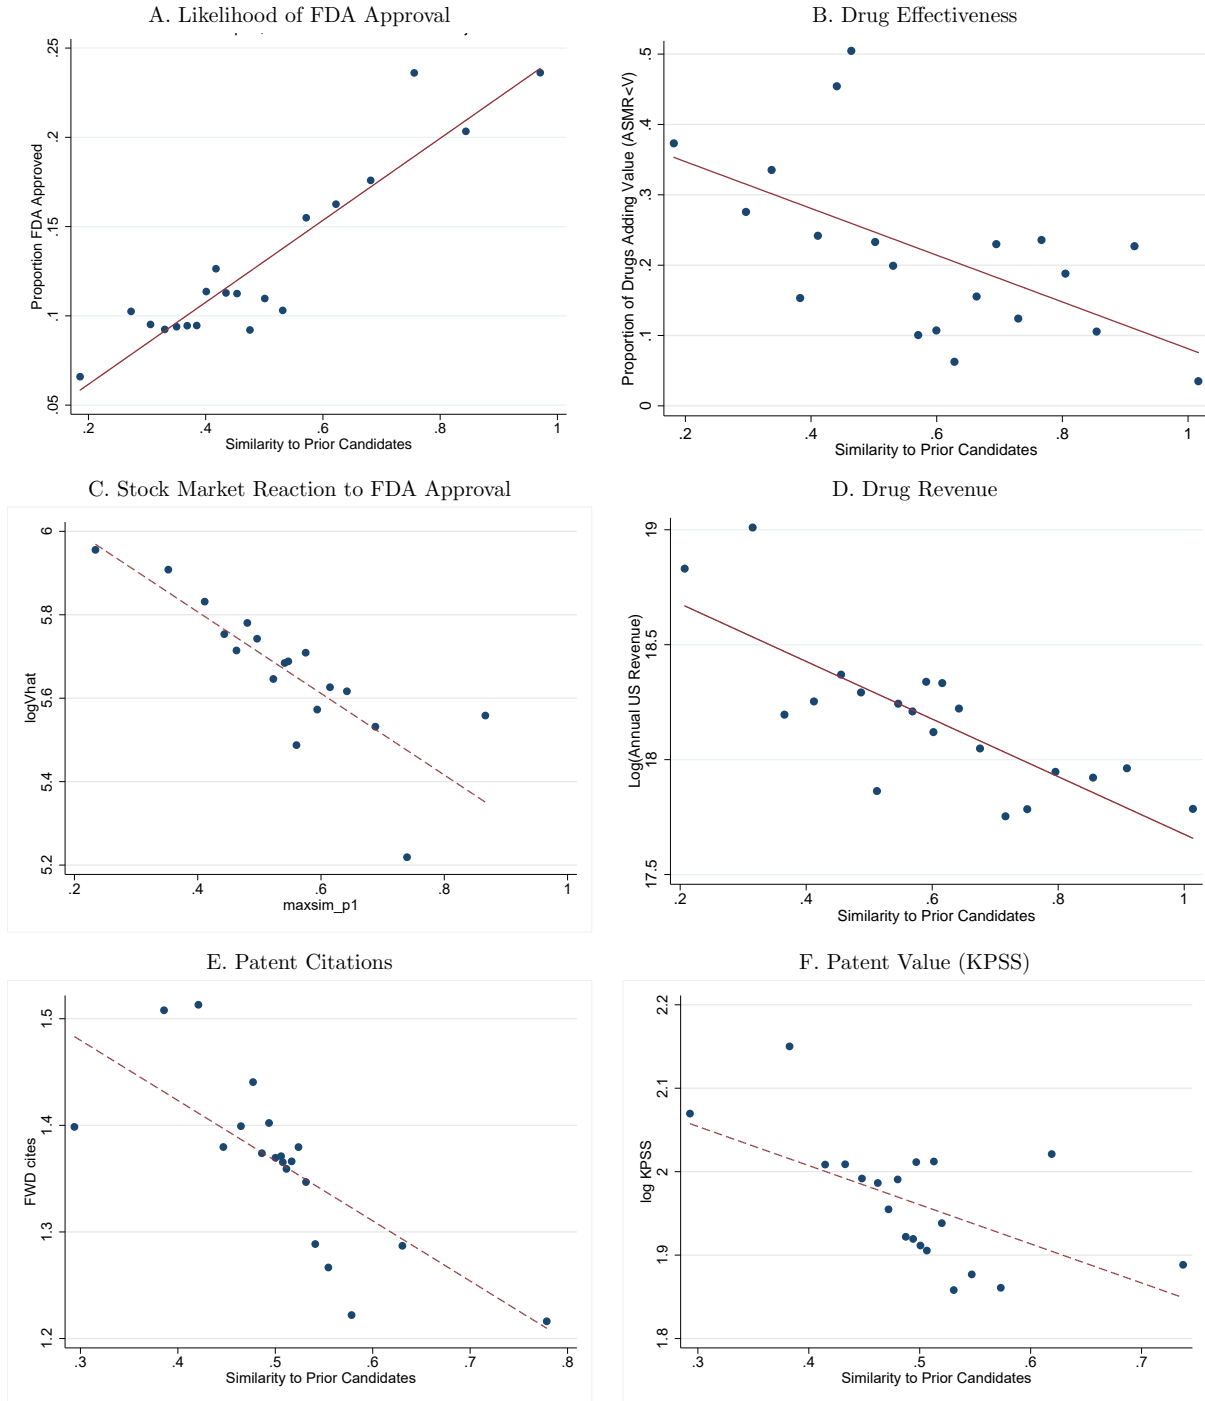 A. Likelihood of FDA Approval
Proportion FDA Approved
.25
.2
.15
.1
.05
.2 .4 .6 .8 1
Similarity to Prior Candidates
B. Drug Effectiveness
Proportion of Drugs Adding Value (ASMR<V)
.5
.4
.3
.2
.1
0
.2 .4 .6 .8 1
Similarity to Prior Candidates
C. Stock Market Reaction to FDA Approval
logVhat
6
5.8
5.6
5.4
5.2
.2 .4 .6 .8 1
maxsim_p1
D. Drug Revenue
Log(Annual US Revenue)
19
18.5
18
17.5
.2 .4 .6 .8 1
Similarity to Prior Candidates
E. Patent Citations
FWD cites
1.5
1.4
1.3
1.2
.3 .4 .5 .6 .7 .8
Similarity to Prior Candidates
F. Patent Value (KPSS)
log KPSS
2.2
2.1
2
1.9
1.8
.3 .4 .5 .6 .7
Similarity to Prior Candidates